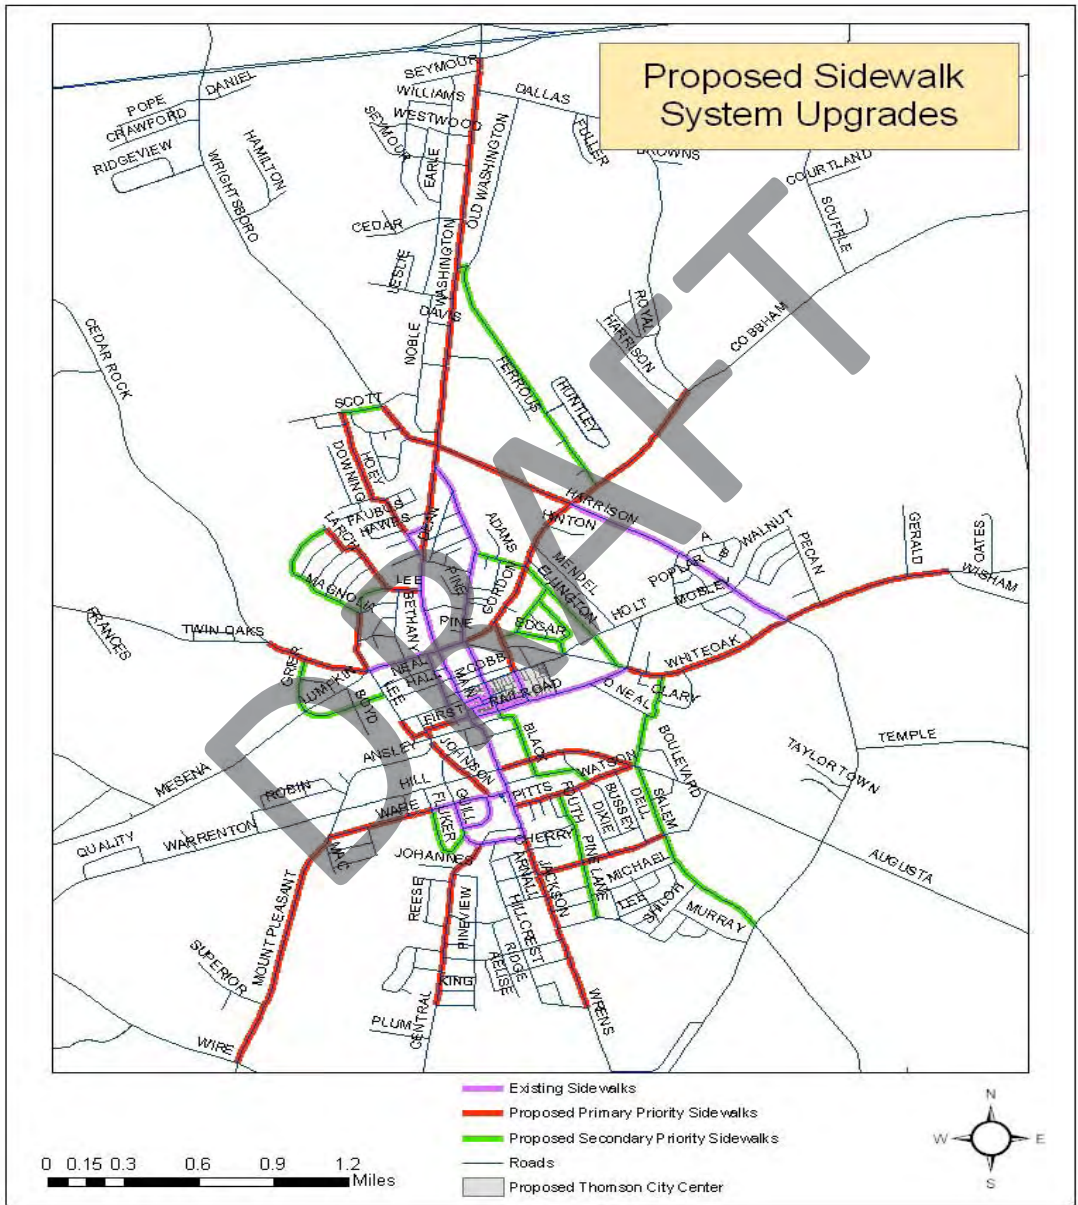 Proposed Sidewalk
System Upgrades
SEYMOUR
DANIEL
POPE
WILLIAMS
DALLAS
CRAWFORD
WESTWOOD
SEYMOUR
FULLER
HAMILTON
RIDGEVIEW
EARLE
OLD WASHINGTON
BROWNS
COURTLAND
WRIGHTSBORO
CEDAR
SOUFFLE
WASHINGTON
LESLIE
DAVIS
ROYAL
HARRISON
COBBHAM
CEDAR ROCK
NOBLE
FERROUS
HUNTLEY
SCOTT
DOWNING
HOEY
HARRISON
FAUBUS
HAWES
LARCH
DEAN
ADAMS
HINTON
A
B
WALNUT
PECAN
GERALD
OATES
WISHAM
MENDEL
POPLAR
ELLINGTON
MOBLEY
MAGNOLIA
LEE
PINE
GORDON
HOLT
BETHANY
PINE
EDGAR
FRANCES
TWIN OAKS
WHITEOAK
GRIER
NEAL
HALL
COBB
LUMPKIN
LEE
MAIN
RAILROAD
O NEAL
CLARY
BOYD
FIRST
BLACK
ANSLEY
JOHNSON
WATSON
BOULEVARD
TEMPLE
TAYLORTOWN
MESENA
ROBIN
HILL
PITTS
WARE
FLUKER
GUILL
SOUTH
DIXIE
BUSSEY
DELL
SALEM
QUALITY
WARRENTON
CHERRY
MAC
JOHANNES
ARNALL
JACKSON
PINE LANE
MICHAEL
AUGUSTA
REESE
PINEVIEW
HILLCREST
LEE
SHILOH
MURRAY
MOUNT PLEASANT
SUPERIOR
RIDGE
AELISE
KING
WIRE
PLUM
CENTRAL
WRENS
DRAFT
Existing Sidewalks
Proposed Primary Priority Sidewalks
Proposed Secondary Priority Sidewalks
Roads
Proposed Thomson City Center
0 0.15 0.3 0.6 0.9 1.2
Miles
N
W E
S